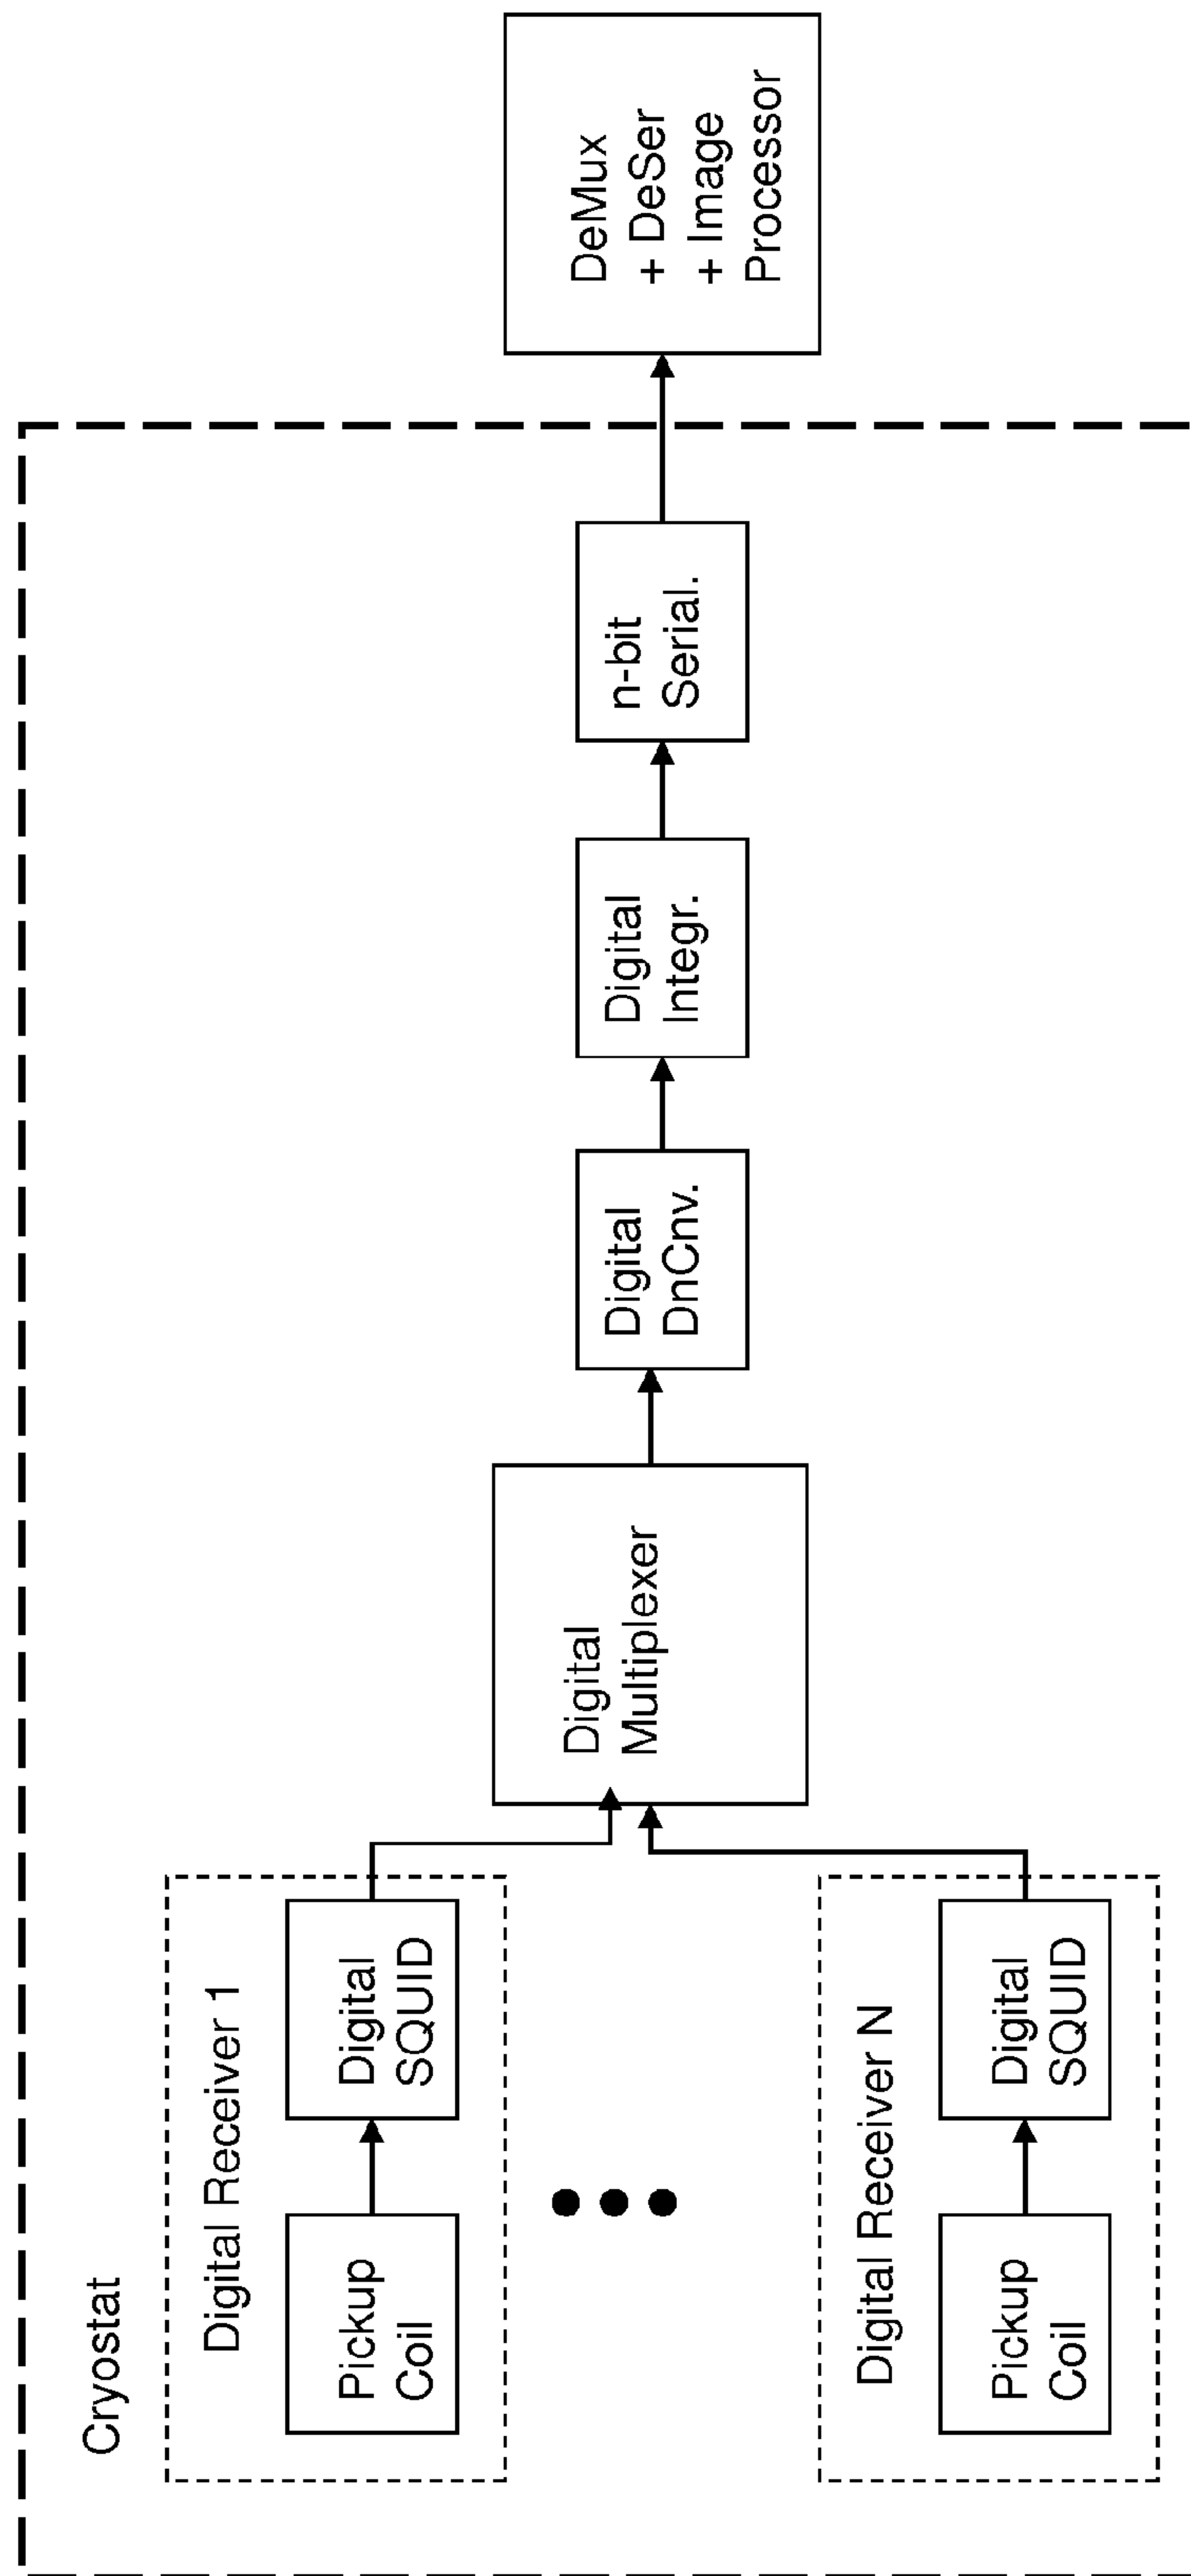 Cryostat
Digital Receiver 1
Pickup
Coil
Digital
SQUID
Digital Receiver N
Pickup
Coil
Digital
SQUID
Digital
Multiplexer
Digital
DnCnv.
Digital
Integr.
n-bit
Serial.
DeMux
+ DeSer
+ Image
Processor